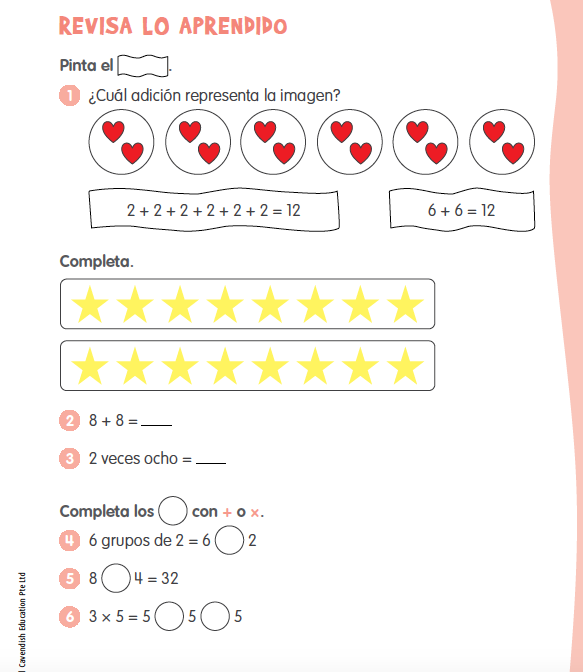 REVISA LO APRENDIDO
Pinta el .
1 ¿Cuál adición representa la imagen?
2 + 2 + 2 + 2 + 2 + 2 = 12 6 + 6 = 12
Completa.
2 8 + 8 = ____
3 2 veces ocho = ____
Completa los con + o ×.
4 6 grupos de 2 = 6 ◯ 2
5 8 ◯ 4 = 32
6 3 × 5 = 5 ◯ 5 ◯ 5
Cavendish Education Pte Ltd